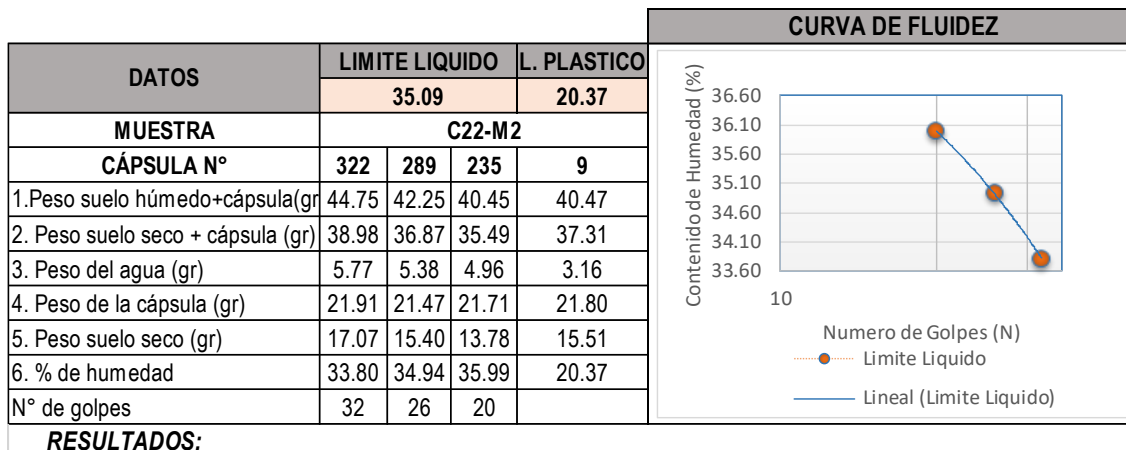 CURVA DE FLUIDEZ
DATOS LIMITE LIQUIDO L. PLASTICO
35.09 20.37
MUESTRA C22-M2
CÁPSULA N° 322 289 235 9
1.Peso suelo húmedo+cápsula(gr 44.75 42.25 40.45 40.47
2. Peso suelo seco + cápsula (gr) 38.98 36.87 35.49 37.31
3. Peso del agua (gr) 5.77 5.38 4.96 3.16
4. Peso de la cápsula (gr) 21.91 21.47 21.71 21.80
5. Peso suelo seco (gr) 17.07 15.40 13.78 15.51
6. % de humedad 33.80 34.94 35.99 20.37
N° de golpes 32 26 20
RESULTADOS:
Contenido de Humedad (%)
36.60
36.10
35.60
35.10
34.60
34.10
33.60
10
Numero de Golpes (N)
Limite Liquido
Lineal (Limite Liquido)